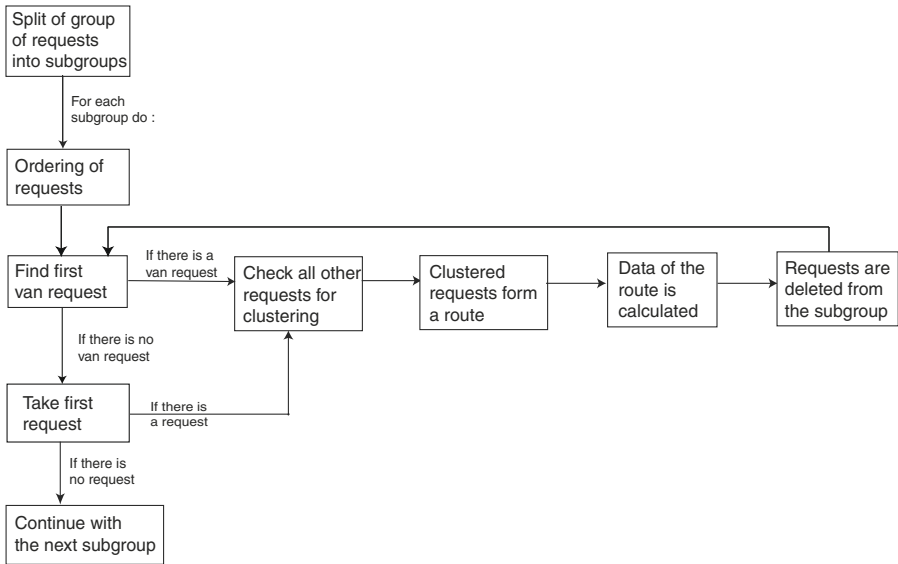 Split of group
of requests
into subgroups
For each
subgroup do :
Ordering of
requests
Find first
van request
If there is a
van request
Check all other
requests for
clustering
Clustered
requests form
a route
Data of the
route is
calculated
Requests are
deleted from
the subgroup
If there is no
van request
Take first
request
If there is
a request
If there is
no request
Continue with
the next subgroup